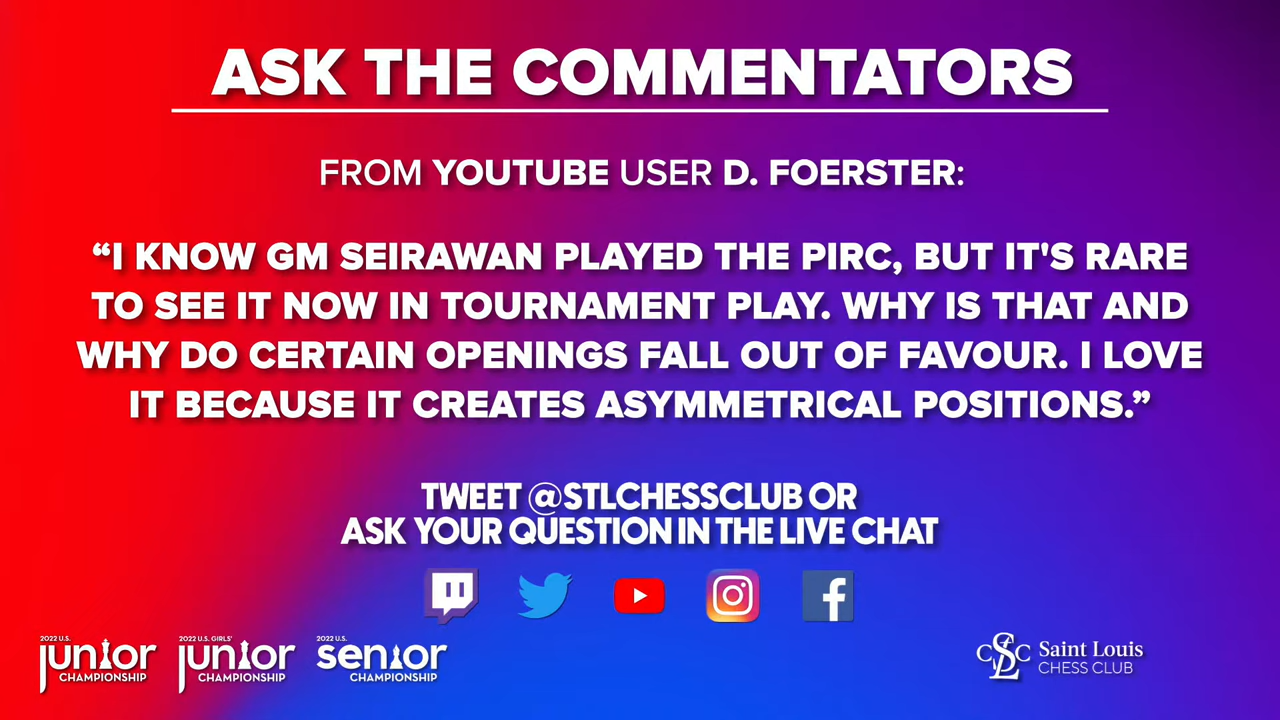 ASK THE COMMENTATORS
FROM YOUTUBE USER D. FOERSTER:
“I KNOW GM SEIRAWAN PLAYED THE PIRC, BUT IT'S RARE
TO SEE IT NOW IN TOURNAMENT PLAY. WHY IS THAT AND
WHY DO CERTAIN OPENINGS FALL OUT OF FAVOUR. I LOVE
IT BECAUSE IT CREATES ASYMMETRICAL POSITIONS.”
TWEET @STLCHESSCLUB OR
ASK YOUR QUESTION IN THE LIVE CHAT
2022 U.S.
junior
CHAMPIONSHIP
2022 U.S. GIRLS'
junior
CHAMPIONSHIP
2022 U.S.
senior
CHAMPIONSHIP
CSLC
Saint Louis
CHESS CLUB